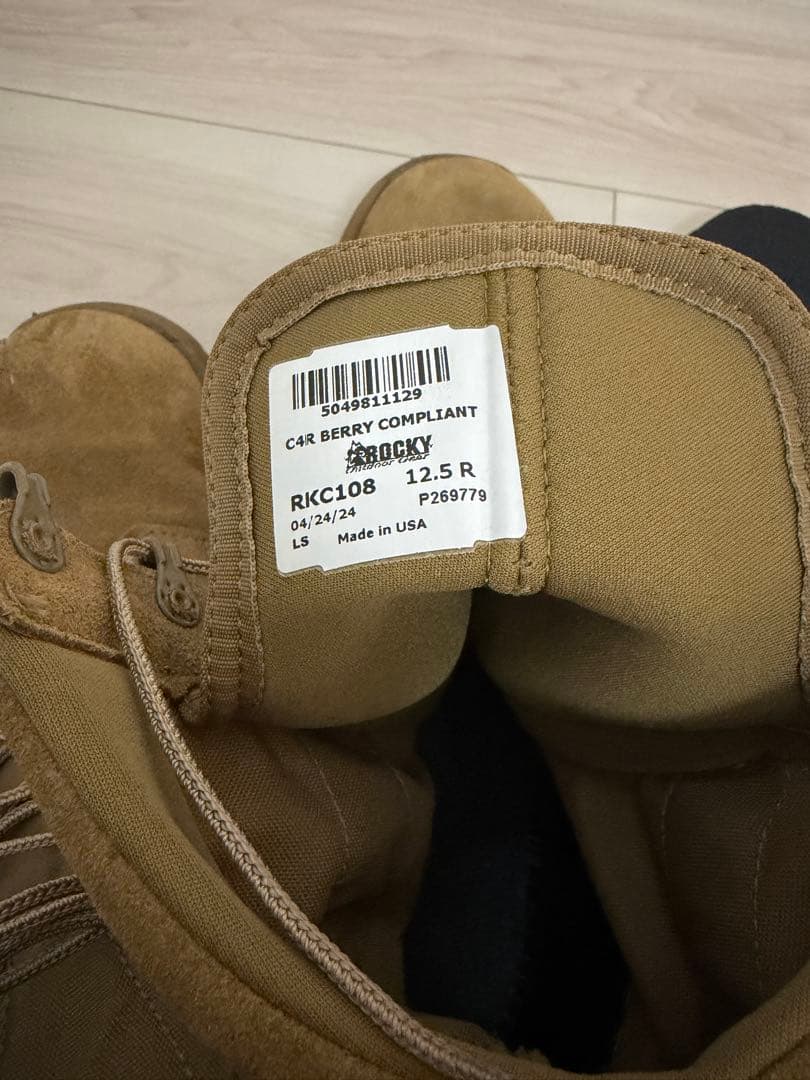 5049811129
C4R BERRY COMPLIANT
ROCKY
Outdoor Gear
RKC108 12.5 R
04/24/24 P269779
LS Made in USA